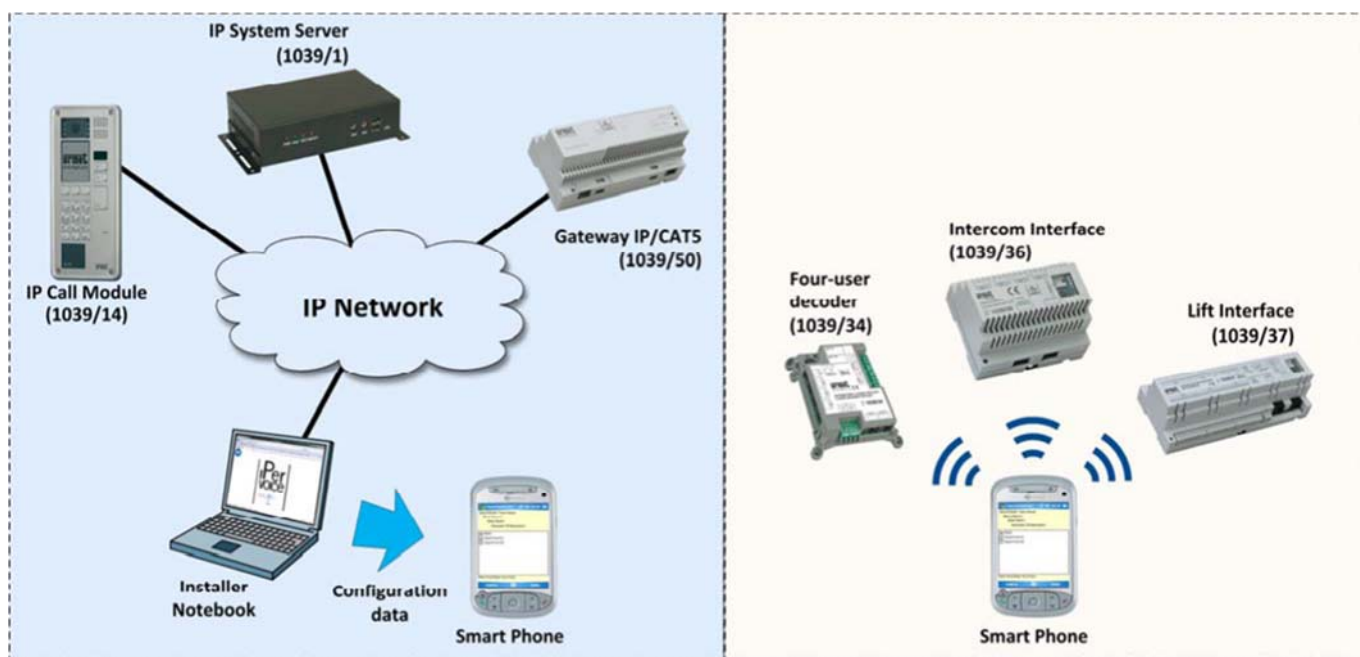 IP System Server
(1039/1)
IP Call Module
(1039/14)
Gateway IP/CAT5
(1039/50)
IP Network
iPer
VOICE
Installer
Notebook
Configuration
data
Smart Phone
Four-user
decoder
(1039/34)
Intercom Interface
(1039/36)
Lift Interface
(1039/37)
Smart Phone